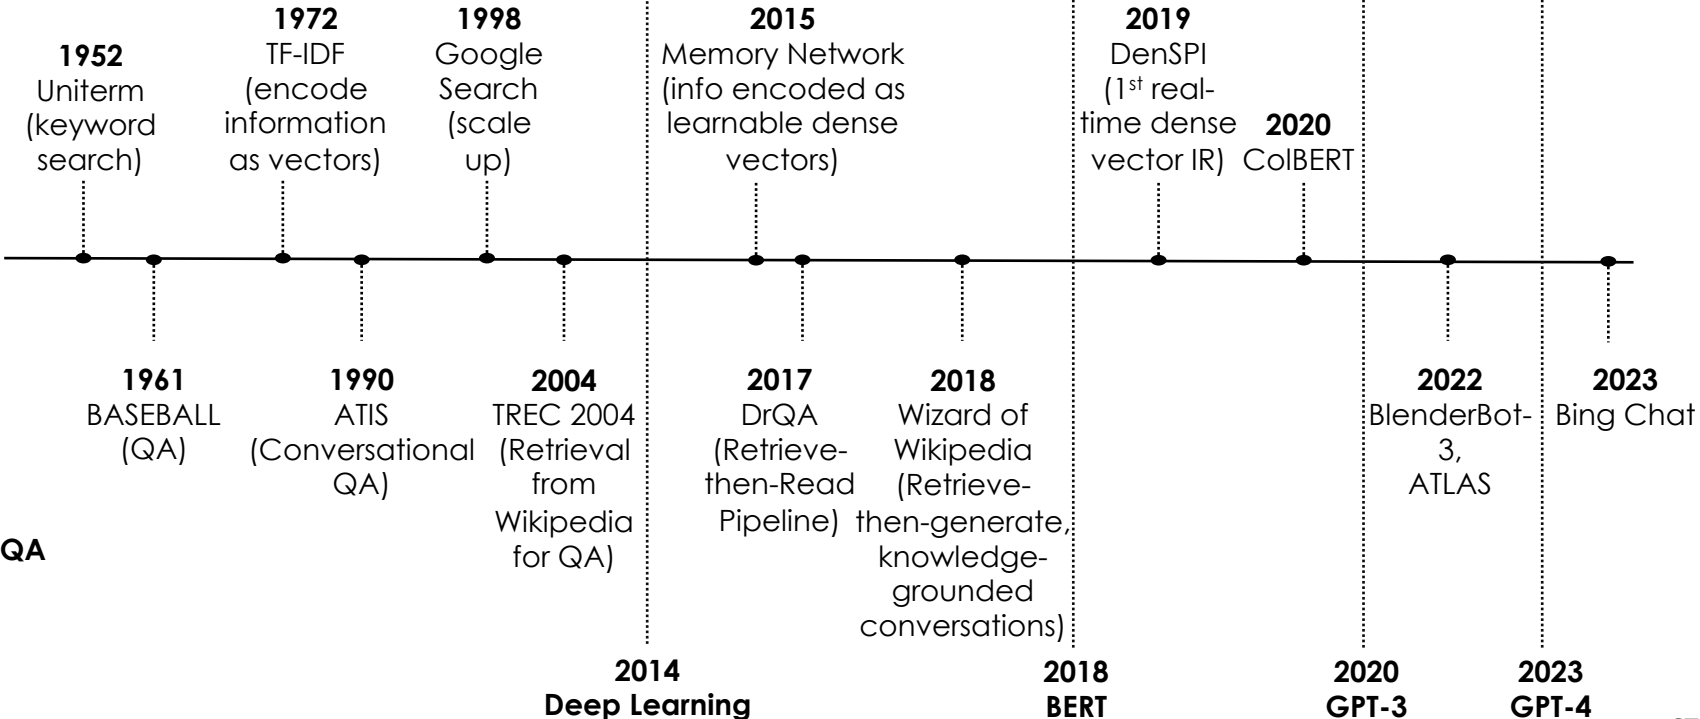 1952
Uniterm
(keyword
search)
1972
TF-IDF
(encode
information
as vectors)
1998
Google
Search
(scale
up)
2015
Memory Network
(info encoded as
learnable dense
vectors)
2019
DenSPI
(1st real-
time dense
vector IR)
2020
ColBERT
1961
BASEBALL
(QA)
1990
ATIS
(Conversational
QA)
2004
TREC 2004
(Retrieval
from
Wikipedia
for QA)
2017
DrQA
(Retrieve-
then-Read
Pipeline)
2018
Wizard of
Wikipedia
(Retrieve-
then-generate,
knowledge-
grounded
conversations)
2022
BlenderBot-
3,
ATLAS
2023
Bing Chat
QA
2014
Deep Learning
2018
BERT
2020
GPT-3
2023
GPT-4